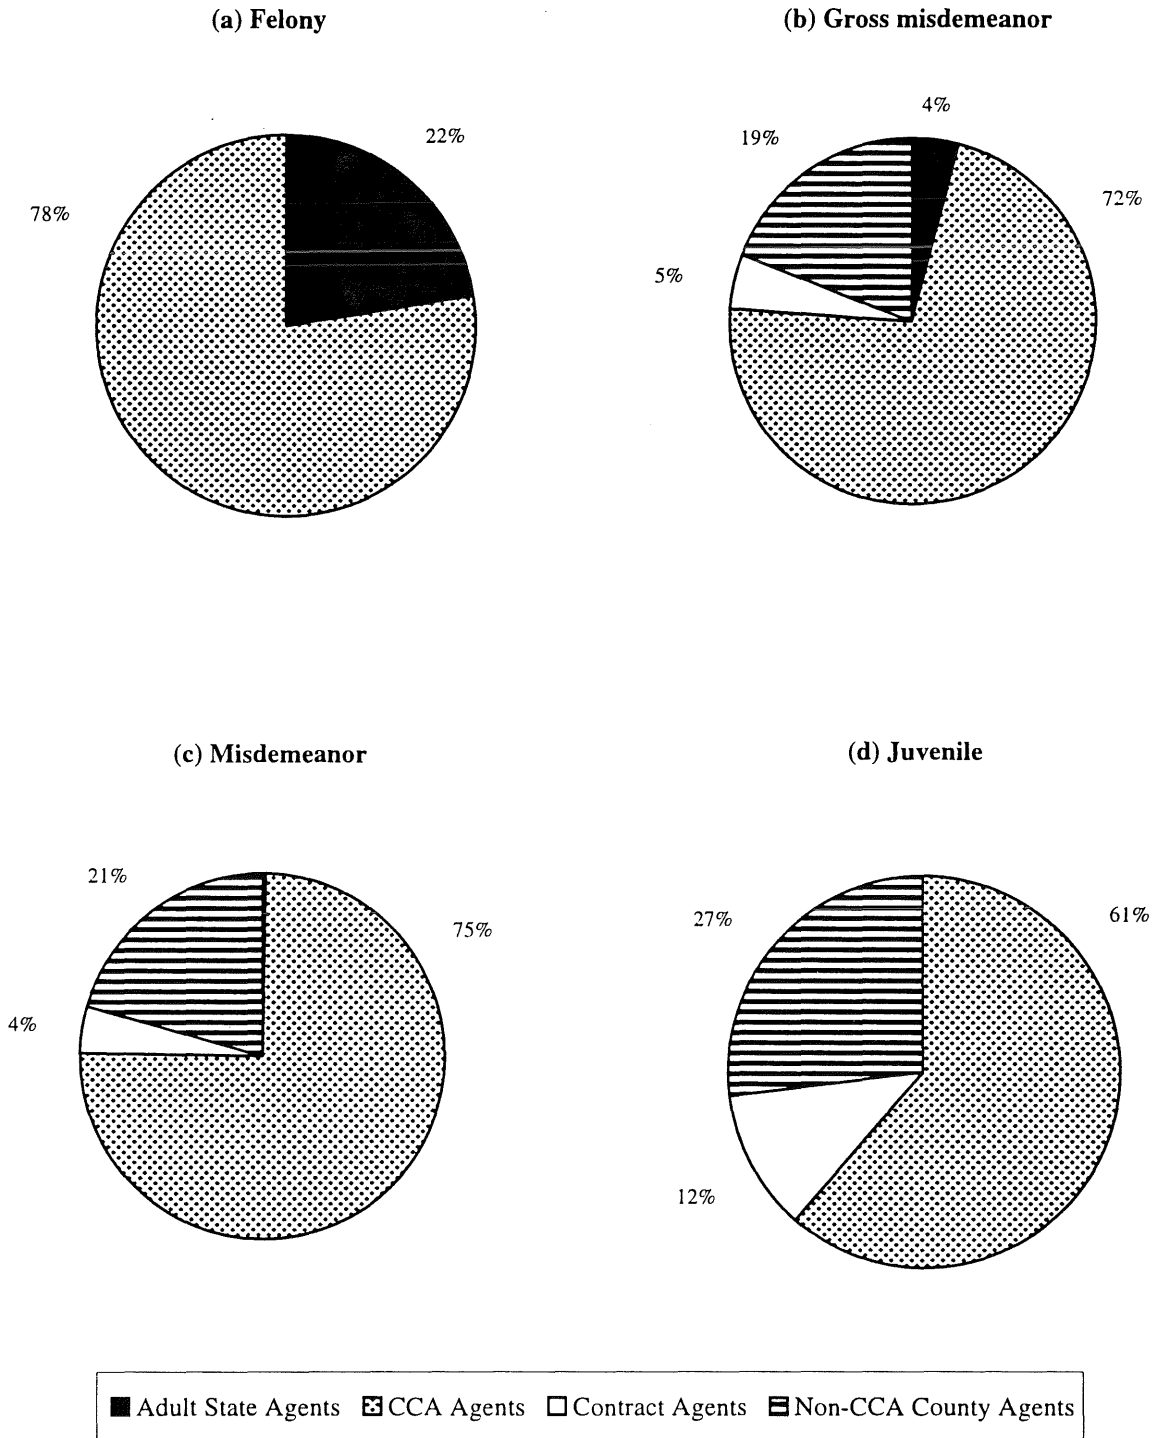 (a) Felony
(b) Gross misdemeanor
22%
78%
4%
19%
72%
5%
(c) Misdemeanor
(d) Juvenile
21%
75%
4%
27%
61%
12%
Adult State Agents CCA Agents Contract Agents Non-CCA County Agents